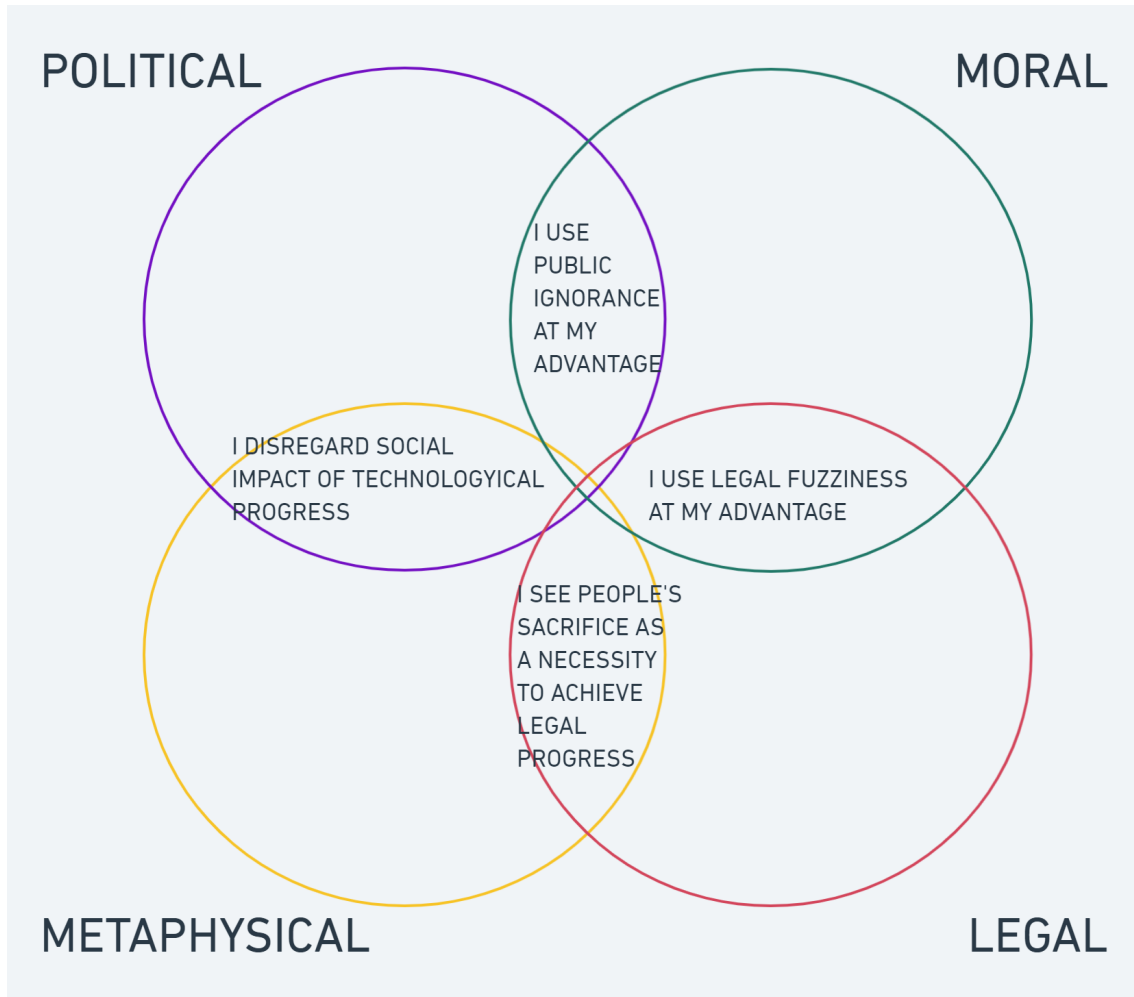 POLITICAL
MORAL
I USE
PUBLIC
IGNORANCE
AT MY
ADVANTAGE
I DISREGARD SOCIAL
IMPACT OF TECHNOLOGYICAL
PROGRESS
I USE LEGAL FUZZINESS
AT MY ADVANTAGE
I SEE PEOPLE'S
SACRIFICE AS
A NECESSITY
TO ACHIEVE
LEGAL
PROGRESS
METAPHYSICAL
LEGAL